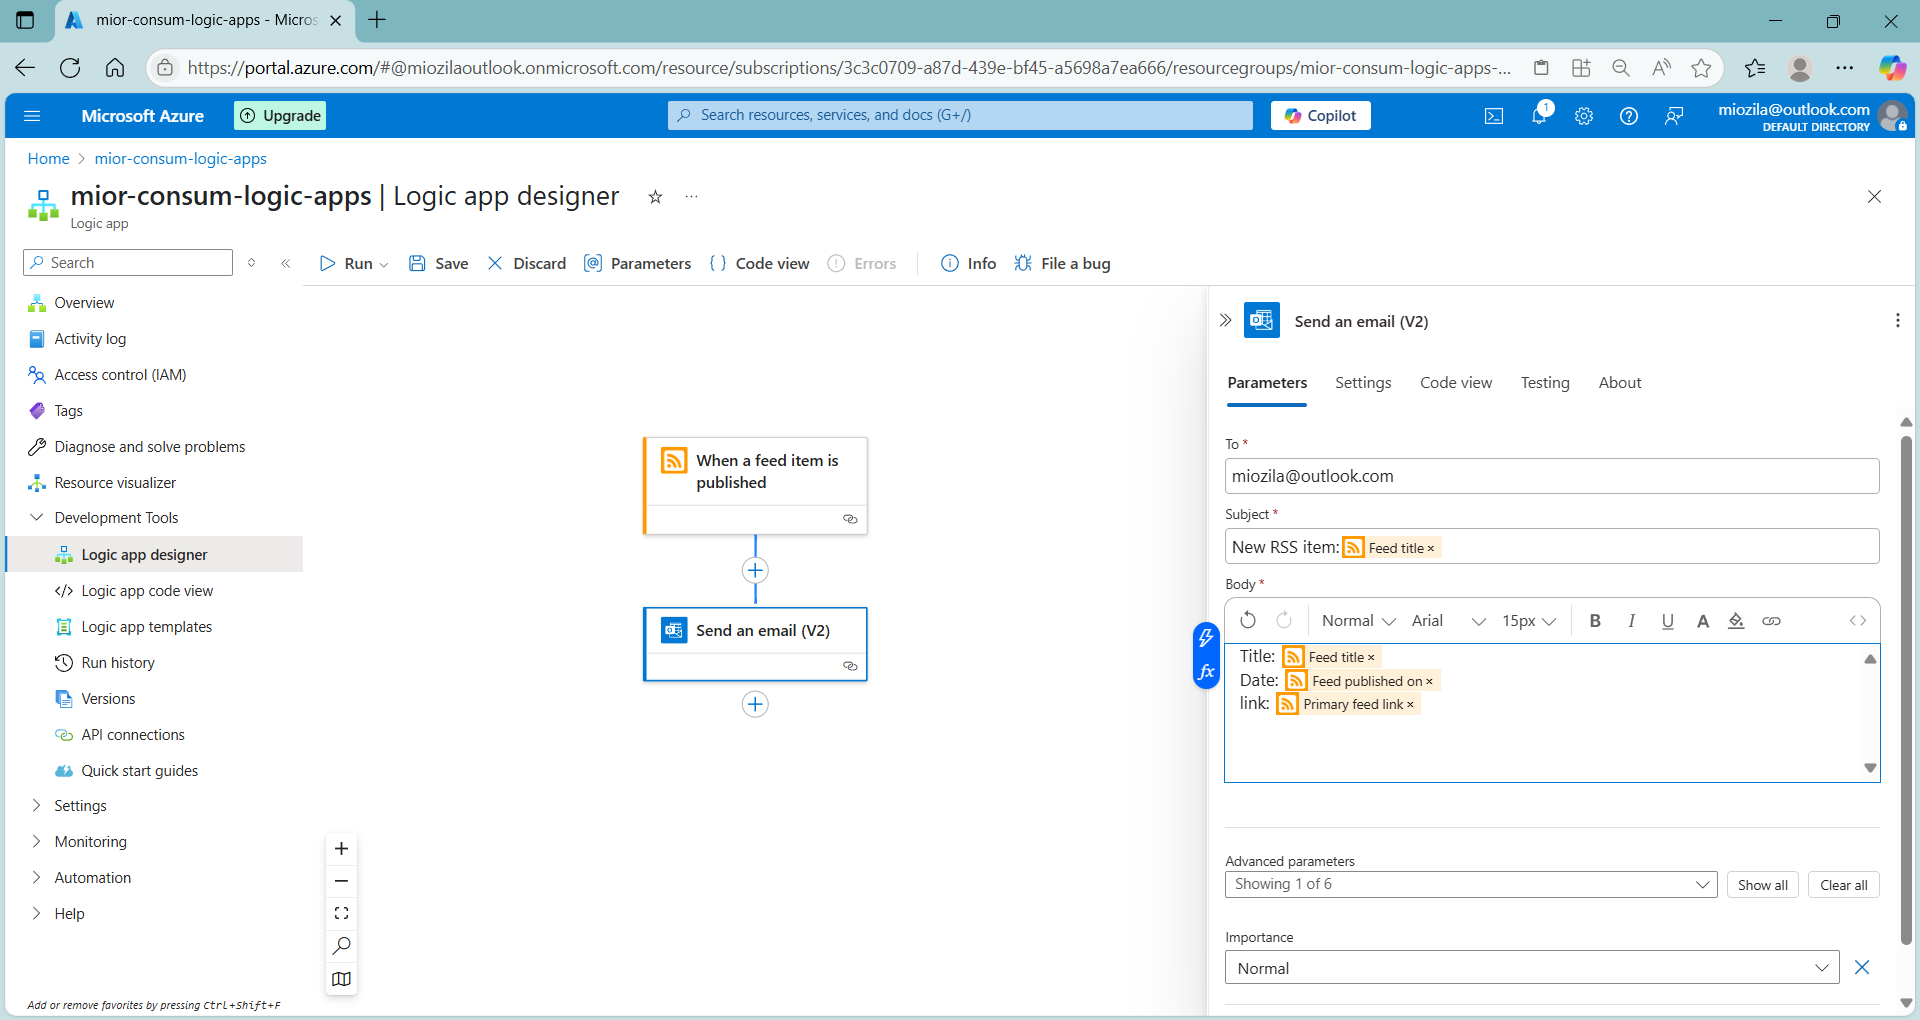 mior-consum-logic-apps - Micros
https://portal.azure.com/#@miozilaoutlook.onmicrosoft.com/resource/subscriptions/3c3c0709-a87d-439e-bf45-a5698a7ea666/resourcegroups/mior-consum-logic-apps-...
Microsoft Azure
Upgrade
Search resources, services, and docs (G+/)
Copilot
1
miozila@outlook.com
DEFAULT DIRECTORY
Home > mior-consum-logic-apps
mior-consum-logic-apps | Logic app designer
Logic app
Search
Run
Save
Discard
Parameters
Code view
Errors
Info
File a bug
Overview
Activity log
Access control (IAM)
Tags
Diagnose and solve problems
Resource visualizer
Development Tools
Logic app designer
Logic app code view
Logic app templates
Run history
Versions
API connections
Quick start guides
Settings
Monitoring
Automation
Help
Add or remove favorites by pressing Ctrl+Shift+F
When a feed item is
published
Send an email (V2)
Send an email (V2)
Parameters
Settings
Code view
Testing
About
To *
miozila@outlook.com
Subject *
New RSS item: Feed title ×
Body *
Normal
Arial
15px
B
I
U
A
fx
Title: Feed title ×
Date: Feed published on ×
link: Primary feed link ×
Advanced parameters
Showing 1 of 6
Show all
Clear all
Importance
Normal